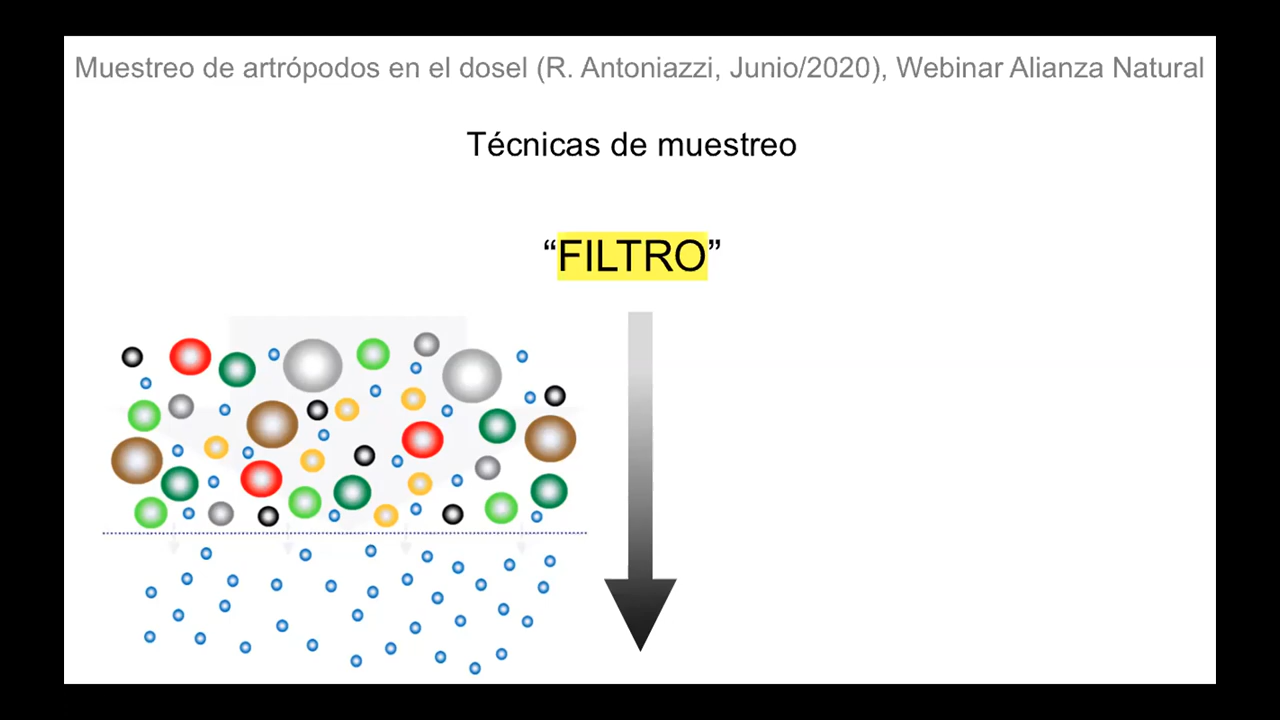 Muestreo de artrópodos en el dosel (R. Antoniazzi, Junio/2020), Webinar Alianza Natural
Técnicas de muestreo
“FILTRO”